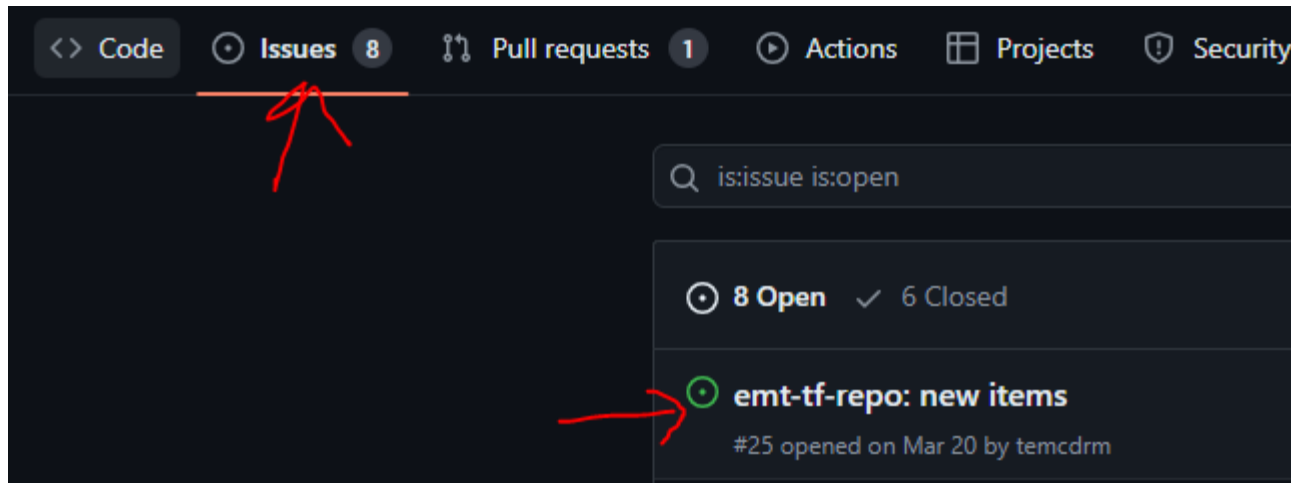 <> Code Issues 8 Pull requests 1 Actions Projects Security
is:issue is:open
8 Open 6 Closed
emt-tf-repo: new items
#25 opened on Mar 20 by temcdrm